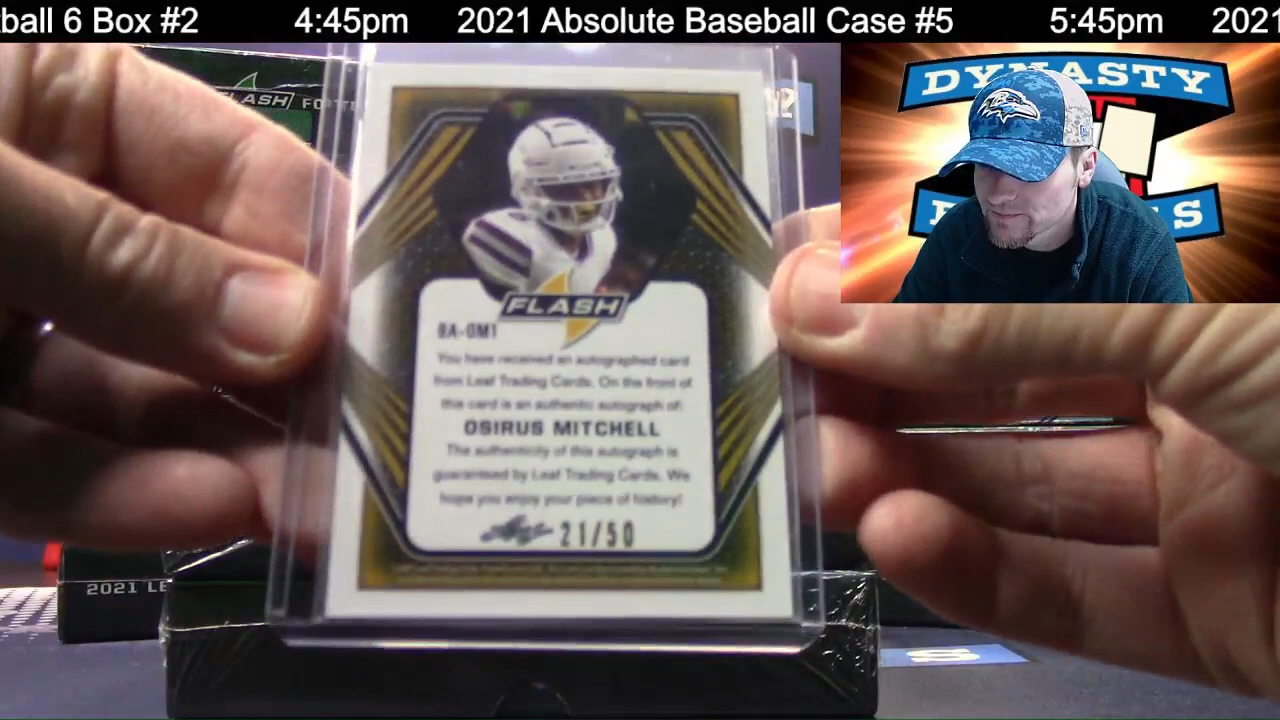 tball 6 Box #2 4:45pm 2021 Absolute Baseball Case #5 5:45pm 2021
DYNASTY
S
FLASH
FLASH
BA-OM1
You have received an autographed card
from Leaf Trading Cards. On the front of
this card is an authentic autograph of:
OSIRUS MITCHELL
The authenticity of this autograph is
guaranteed by Leaf Trading Cards. We
hope you enjoy your piece of history!
Leaf 21/50
2021 LE